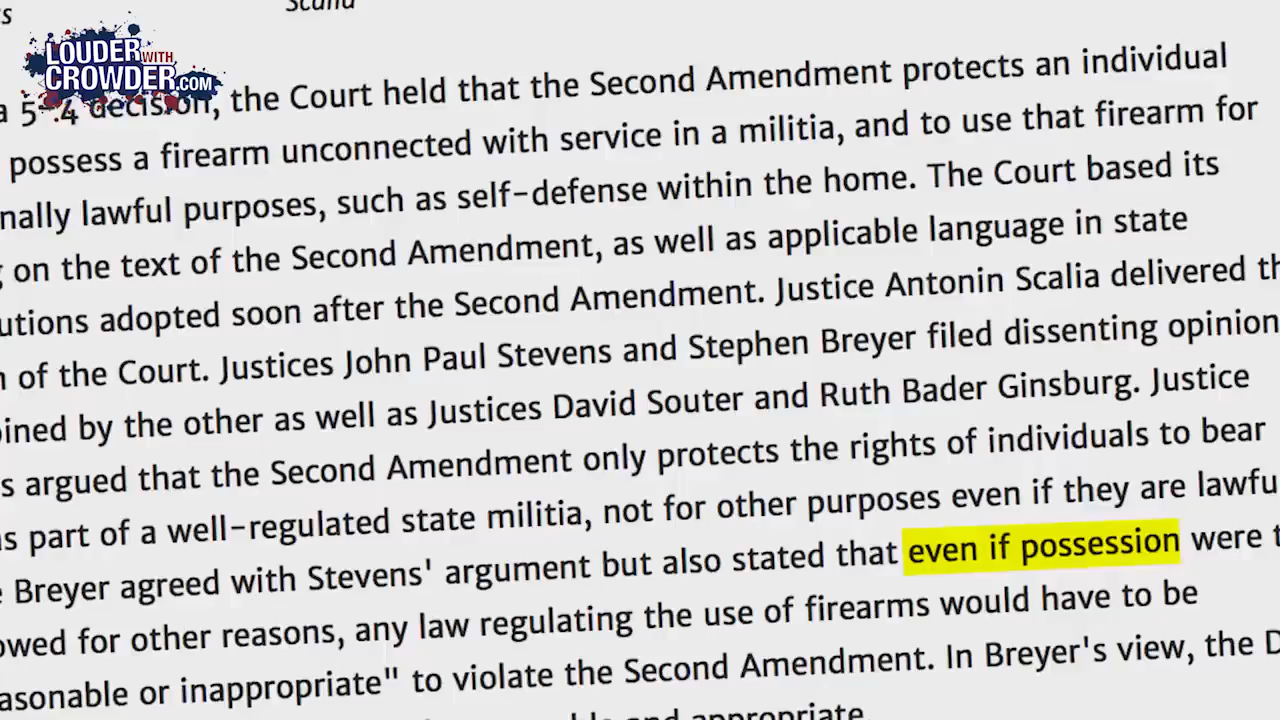 Scalia
LOUDER WITH
CROWDER.COM
a 5-4 decision, the Court held that the Second Amendment protects an individual
possess a firearm unconnected with service in a militia, and to use that firearm for
nally lawful purposes, such as self-defense within the home. The Court based its
on the text of the Second Amendment, as well as applicable language in state
utions adopted soon after the Second Amendment. Justice Antonin Scalia delivered th
of the Court. Justices John Paul Stevens and Stephen Breyer filed dissenting opinion
ined by the other as well as Justices David Souter and Ruth Bader Ginsburg. Justice
s argued that the Second Amendment only protects the rights of individuals to bear
as part of a well-regulated state militia, not for other purposes even if they are lawfu
e Breyer agreed with Stevens' argument but also stated that even if possession were t
owed for other reasons, any law regulating the use of firearms would have to be
asonable or inappropriate" to violate the Second Amendment. In Breyer's view, the D
and appropriate.